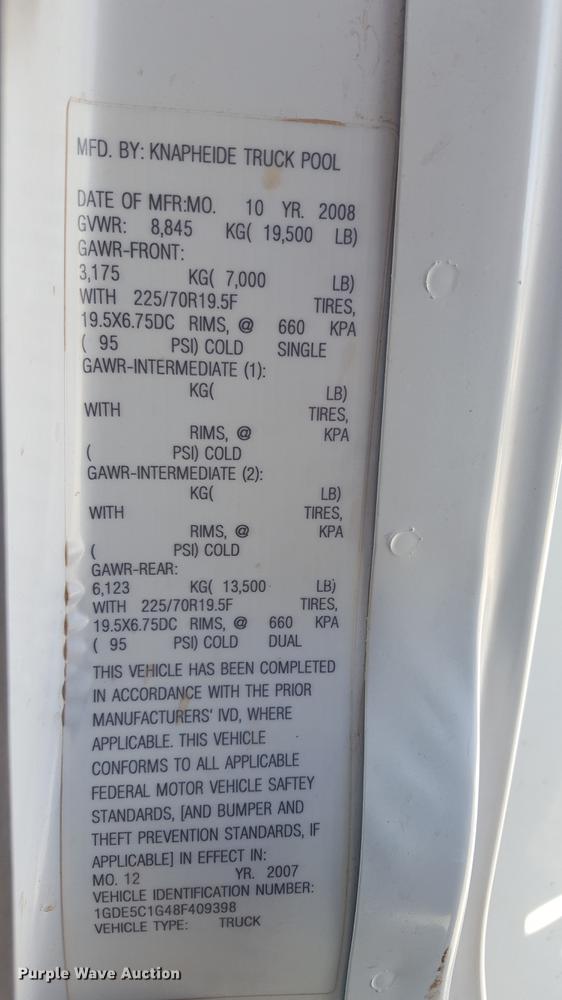 MFD. BY: KNAPHEIDE TRUCK POOL
DATE OF MFR:MO. 10 YR. 2008
GVWR: 8,845 KG( 19,500 LB)
GAWR-FRONT:
3,175 KG( 7,000 LB)
WITH 225/70R19.5F TIRES,
19.5X6.75DC RIMS, @ 660 KPA
( 95 PSI) COLD SINGLE
GAWR-INTERMEDIATE (1):
KG( LB)
WITH TIRES,
RIMS, @ KPA
( PSI) COLD
GAWR-INTERMEDIATE (2):
KG( LB)
WITH TIRES,
RIMS, @ KPA
( PSI) COLD
GAWR-REAR:
6,123 KG( 13,500 LB)
WITH 225/70R19.5F TIRES,
19.5X6.75DC RIMS, @ 660 KPA
( 95 PSI) COLD DUAL
THIS VEHICLE HAS BEEN COMPLETED
IN ACCORDANCE WITH THE PRIOR
MANUFACTURERS' IVD, WHERE
APPLICABLE. THIS VEHICLE
CONFORMS TO ALL APPLICABLE
FEDERAL MOTOR VEHICLE SAFTEY
STANDARDS, [AND BUMPER AND
THEFT PREVENTION STANDARDS, IF
APPLICABLE] IN EFFECT IN:
MO. 12 YR. 2007
VEHICLE IDENTIFICATION NUMBER:
1GDE5C1G48F409398
VEHICLE TYPE: TRUCK
Purple Wave Auction